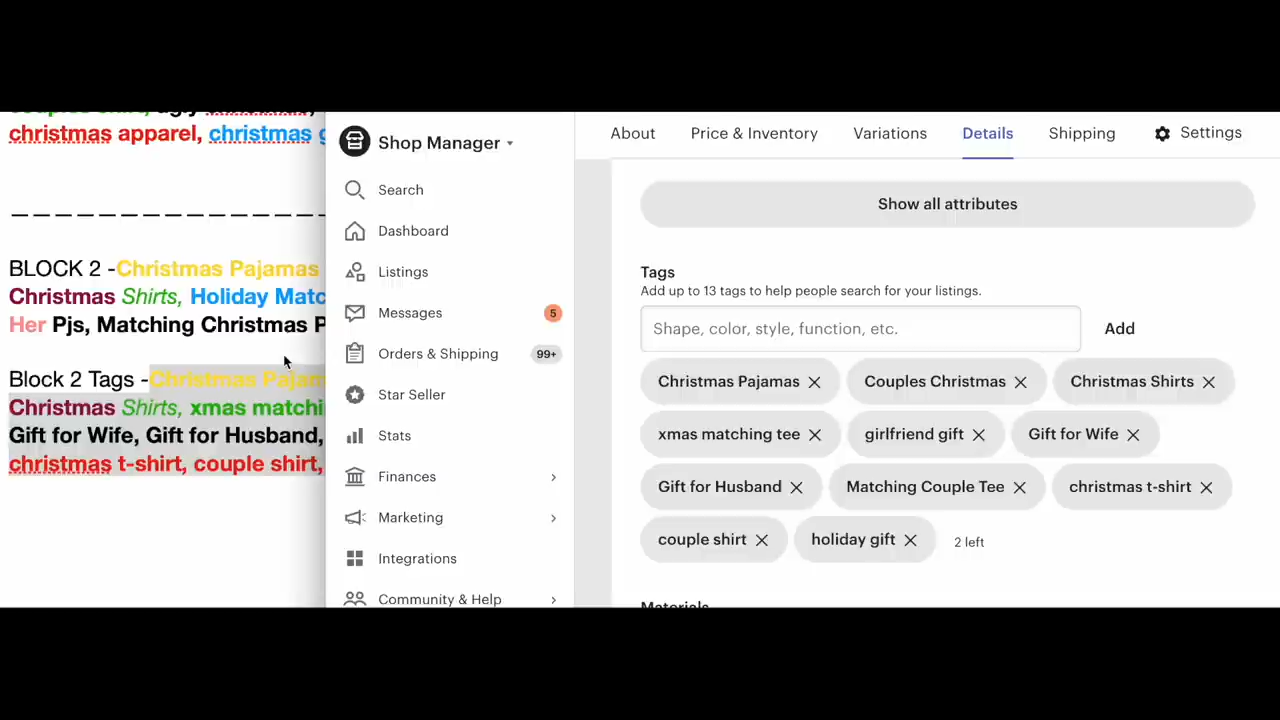 christmas apparel, christmas g
BLOCK 2 -Christmas Pajamas
Christmas Shirts, Holiday Matc
Her Pjs, Matching Christmas P
Block 2 Tags -Christmas Pajam
Christmas Shirts, xmas matchi
Gift for Wife, Gift for Husband,
christmas t-shirt, couple shirt,
Shop Manager
Search
Dashboard
Listings
Messages 5
Orders & Shipping 99+
Star Seller
Stats
Finances
Marketing
Integrations
Community & Help
About Price & Inventory Variations Details Shipping Settings
Show all attributes
Tags
Add up to 13 tags to help people search for your listings.
Shape, color, style, function, etc. Add
Christmas Pajamas Couples Christmas Christmas Shirts
xmas matching tee girlfriend gift Gift for Wife
Gift for Husband Matching Couple Tee christmas t-shirt
couple shirt holiday gift 2 left
Materials